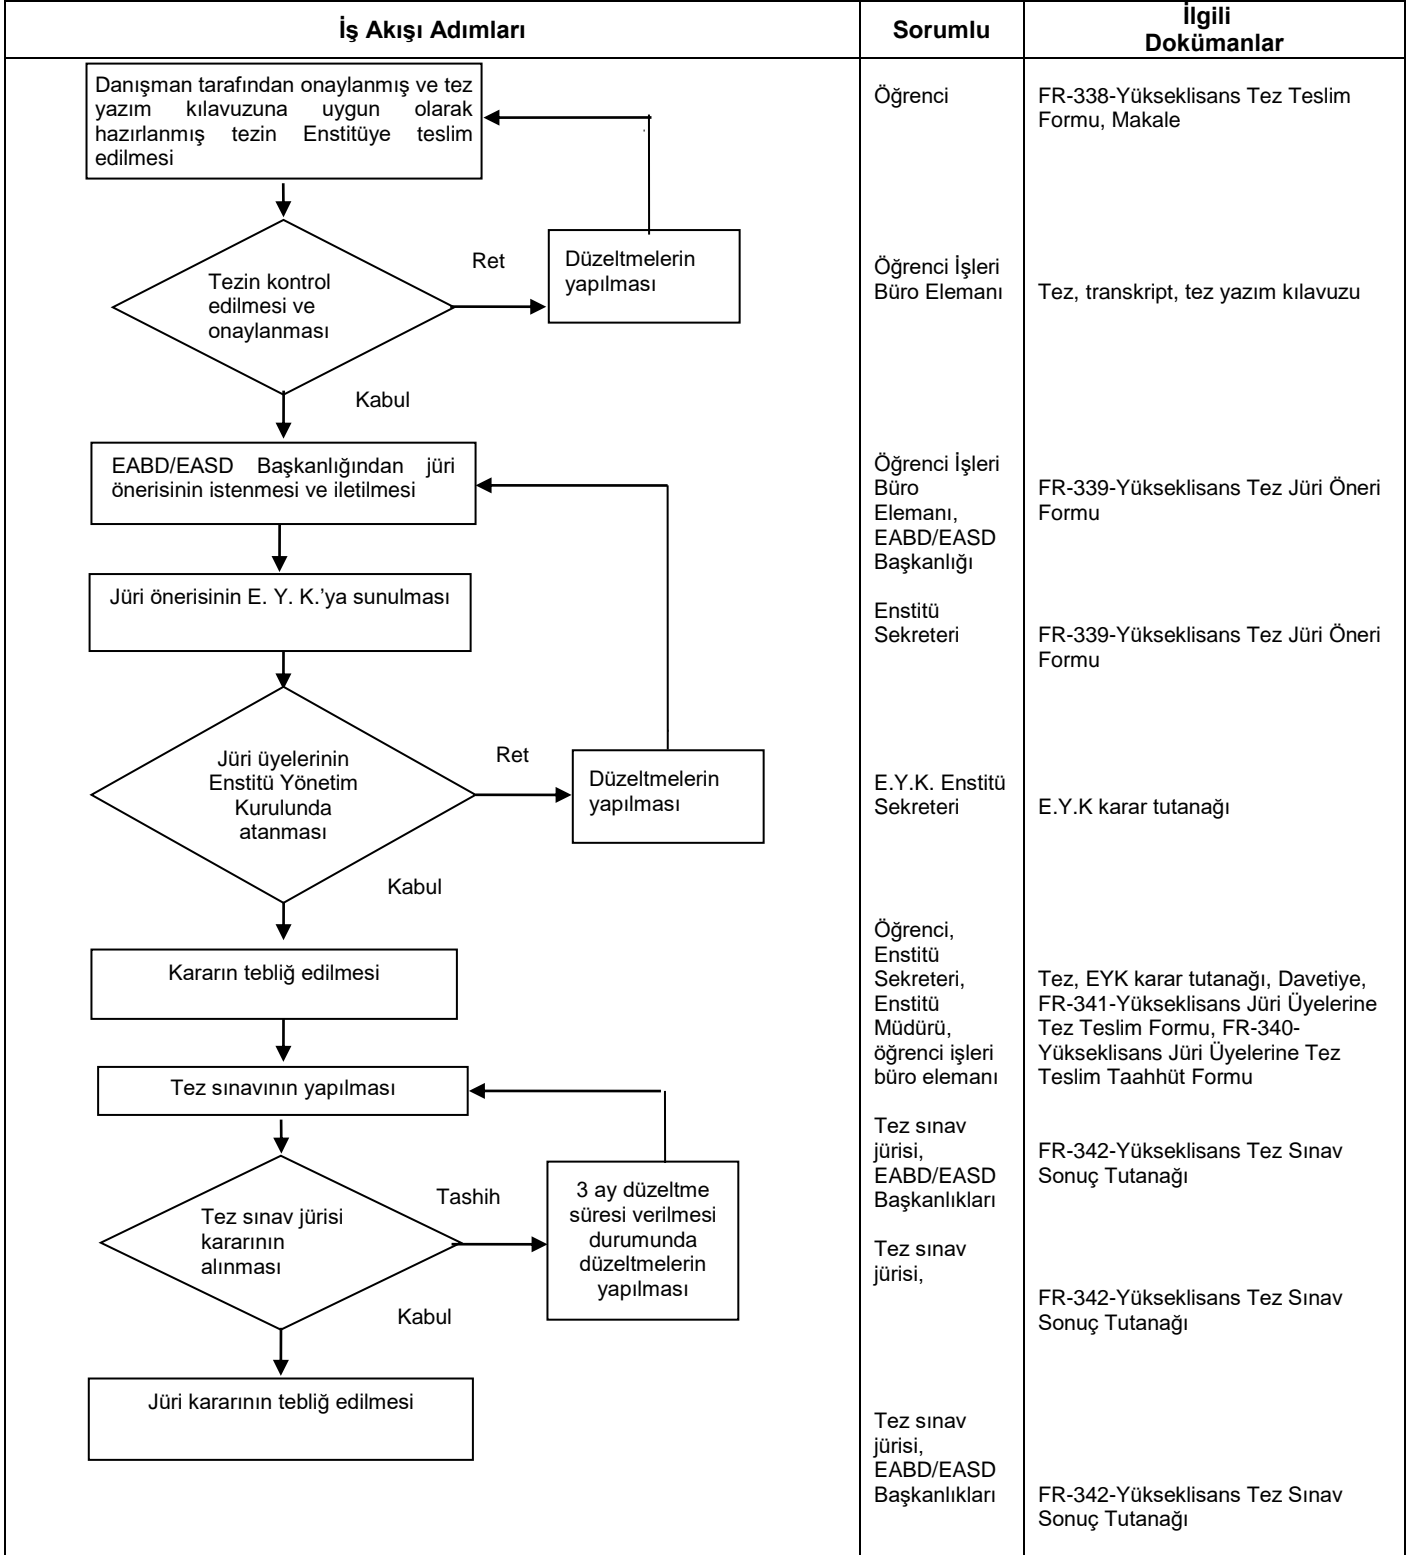 İş Akışı Adımları
Sorumlu
İlgili
Dokümanlar
Danışman tarafından onaylanmış ve tez
yazım kılavuzuna uygun olarak
hazırlanmış tezin Enstitüye teslim
edilmesi
Öğrenci
FR-338-Yükseklisans Tez Teslim
Formu, Makale
Tezin kontrol
edilmesi ve
onaylanması
Ret
Düzeltmelerin
yapılması
Kabul
Öğrenci İşleri
Büro Elemanı
Tez, transkript, tez yazım kılavuzu
EABD/EASD Başkanlığından jüri
önerisinin istenmesi ve iletilmesi
Öğrenci İşleri
Büro
Elemanı,
EABD/EASD
Başkanlığı
FR-339-Yükseklisans Tez Jüri Öneri
Formu
Jüri önerisinin E. Y. K.’ya sunulması
Enstitü
Sekreteri
FR-339-Yükseklisans Tez Jüri Öneri
Formu
Jüri üyelerinin
Enstitü Yönetim
Kurulunda
atanması
Ret
Düzeltmelerin
yapılması
Kabul
E.Y.K. Enstitü
Sekreteri
E.Y.K karar tutanağı
Kararın tebliğ edilmesi
Öğrenci,
Enstitü
Sekreteri,
Enstitü
Müdürü,
öğrenci işleri
büro elemanı
Tez, EYK karar tutanağı, Davetiye,
FR-341-Yükseklisans Jüri Üyelerine
Tez Teslim Formu, FR-340-
Yükseklisans Jüri Üyelerine Tez
Teslim Taahhüt Formu
Tez sınavının yapılması
Tez sınav
jürisi,
EABD/EASD
Başkanlıkları
FR-342-Yükseklisans Tez Sınav
Sonuç Tutanağı
Tez sınav jürisi
kararının
alınması
Tashih
3 ay düzeltme
süresi verilmesi
durumunda
düzeltmelerin
yapılması
Kabul
Tez sınav
jürisi,
FR-342-Yükseklisans Tez Sınav
Sonuç Tutanağı
Jüri kararının tebliğ edilmesi
Tez sınav
jürisi,
EABD/EASD
Başkanlıkları
FR-342-Yükseklisans Tez Sınav
Sonuç Tutanağı